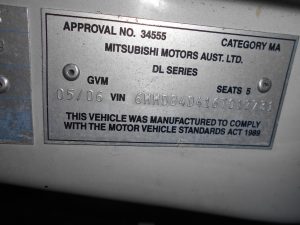 APPROVAL NO. 34555 CATEGORY MA
MITSUBISHI MOTORS AUST. LTD.
DL SERIES
GVM SEATS 5
05/06 VIN
THIS VEHICLE WAS MANUFACTURED TO COMPLY
WITH THE MOTOR VEHICLE STANDARDS ACT 1989